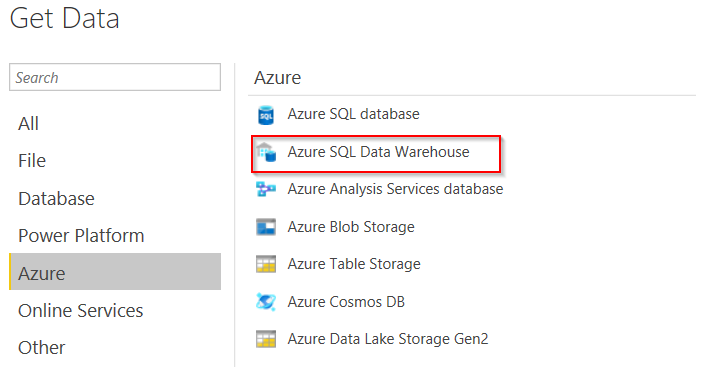 Get Data
Search
All
File
Database
Power Platform
Azure
Online Services
Other
Azure
SQL
Azure SQL database
Azure SQL Data Warehouse
Azure Analysis Services database
Azure Blob Storage
Azure Table Storage
Azure Cosmos DB
Azure Data Lake Storage Gen2